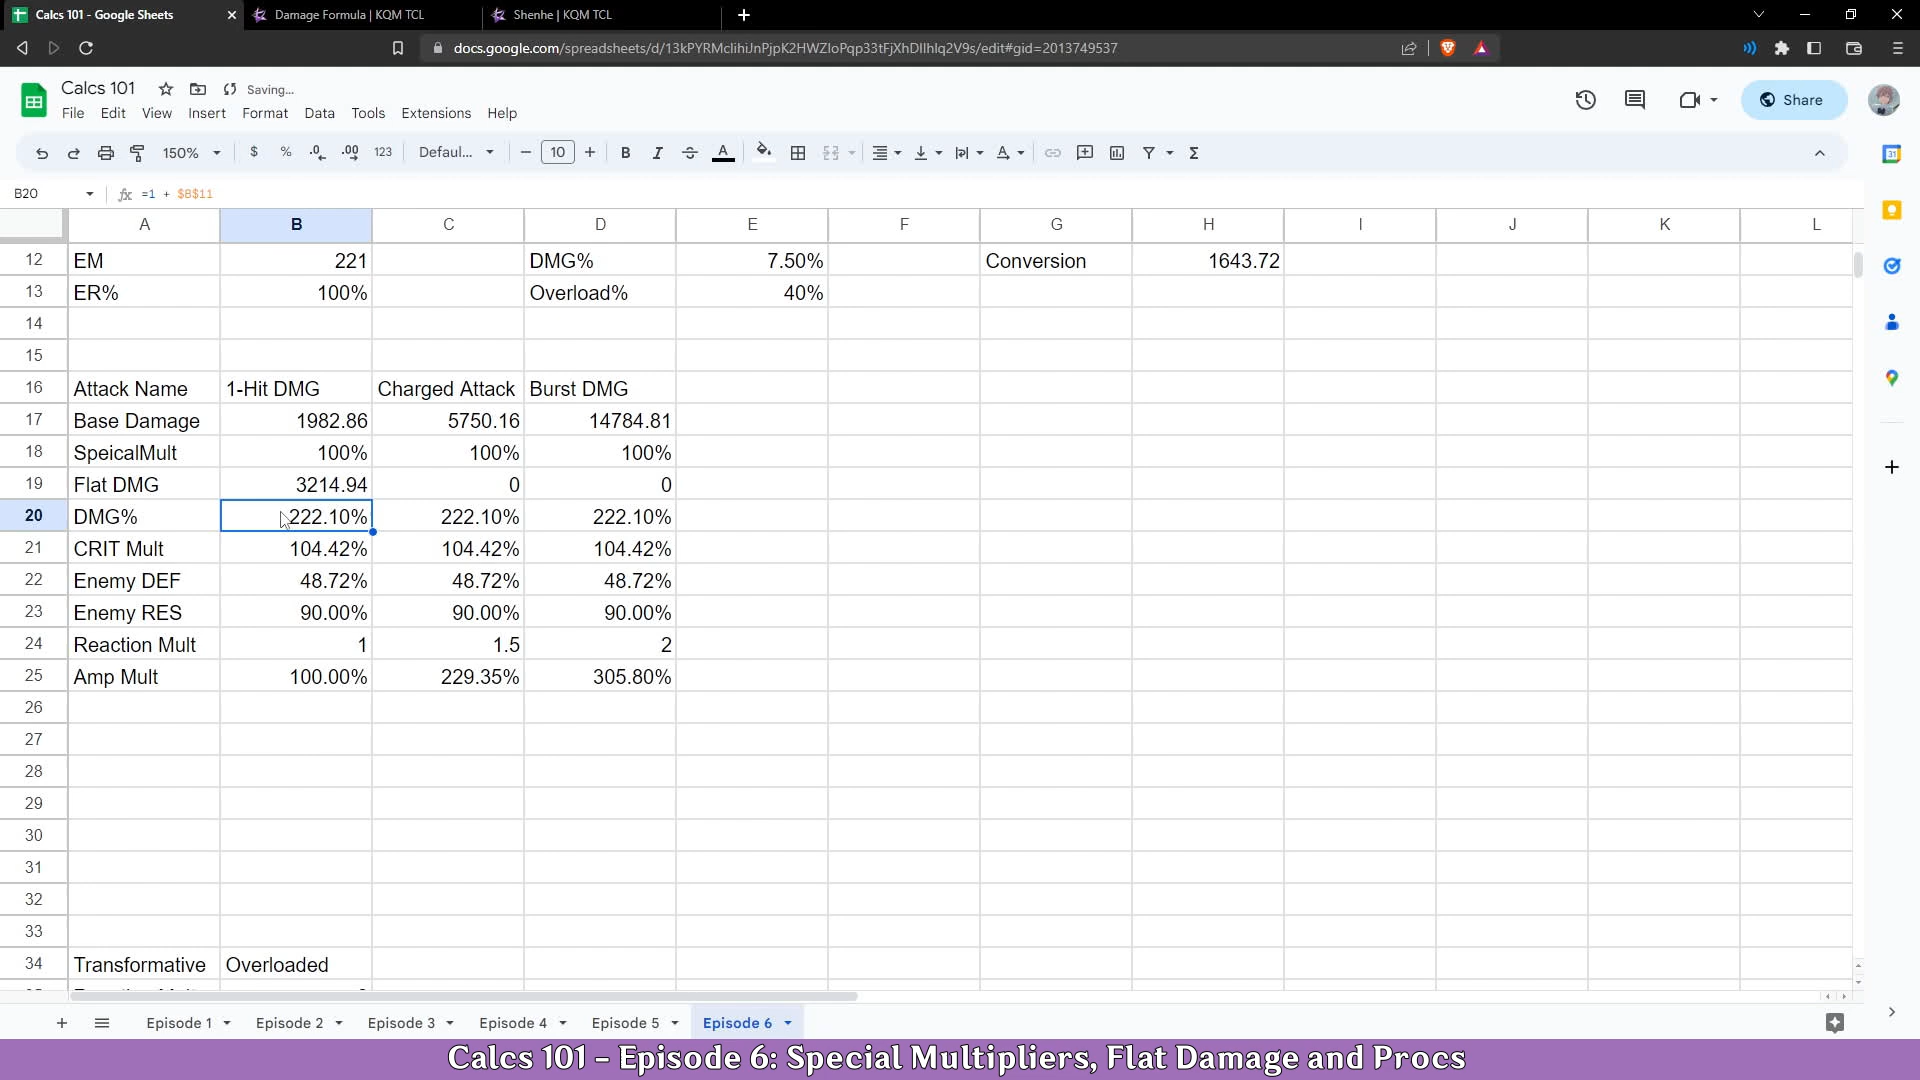 Calcs 101 - Google Sheets
Damage Formula | KQM TCL
Shenhe | KQM TCL
Calcs 101
Saving...
File Edit View Insert Format Data Tools Extensions Help
Share
150% $ % .0 .00 123 Defaul... 10
B20 fx =1 + $B$11
A B C D E F G H I J K L
12 EM 221 DMG% 7.50% Conversion 1643.72
13 ER% 100% Overload% 40%
14
15
16 Attack Name 1-Hit DMG Charged Attack Burst DMG
17 Base Damage 1982.86 5750.16 14784.81
18 SpeicalMult 100% 100% 100%
19 Flat DMG 3214.94 0 0
20 DMG% 222.10% 222.10% 222.10%
21 CRIT Mult 104.42% 104.42% 104.42%
22 Enemy DEF 48.72% 48.72% 48.72%
23 Enemy RES 90.00% 90.00% 90.00%
24 Reaction Mult 1 1.5 2
25 Amp Mult 100.00% 229.35% 305.80%
26
27
28
29
30
31
32
33
34 Transformative Overloaded
Episode 1 Episode 2 Episode 3 Episode 4 Episode 5 Episode 6
Calcs 101 - Episode 6: Special Multipliers, Flat Damage and Procs